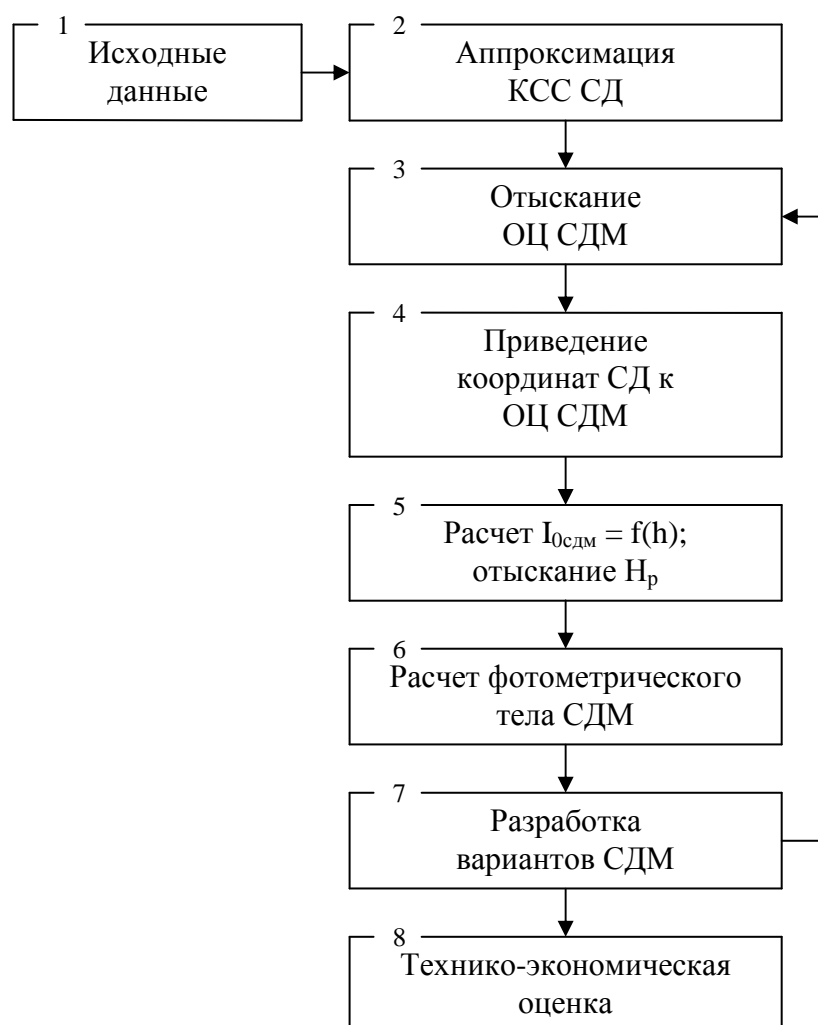 1
Исходные
данные
2
Аппроксимация
КСС СД
3
Отыскание
ОЦ СДМ
4
Приведение
координат СД к
ОЦ СДМ
5
Расчет I₀сдм = f(h);
отыскание Hр
6
Расчет фотометрического
тела СДМ
7
Разработка
вариантов СДМ
8
Технико-экономическая
оценка